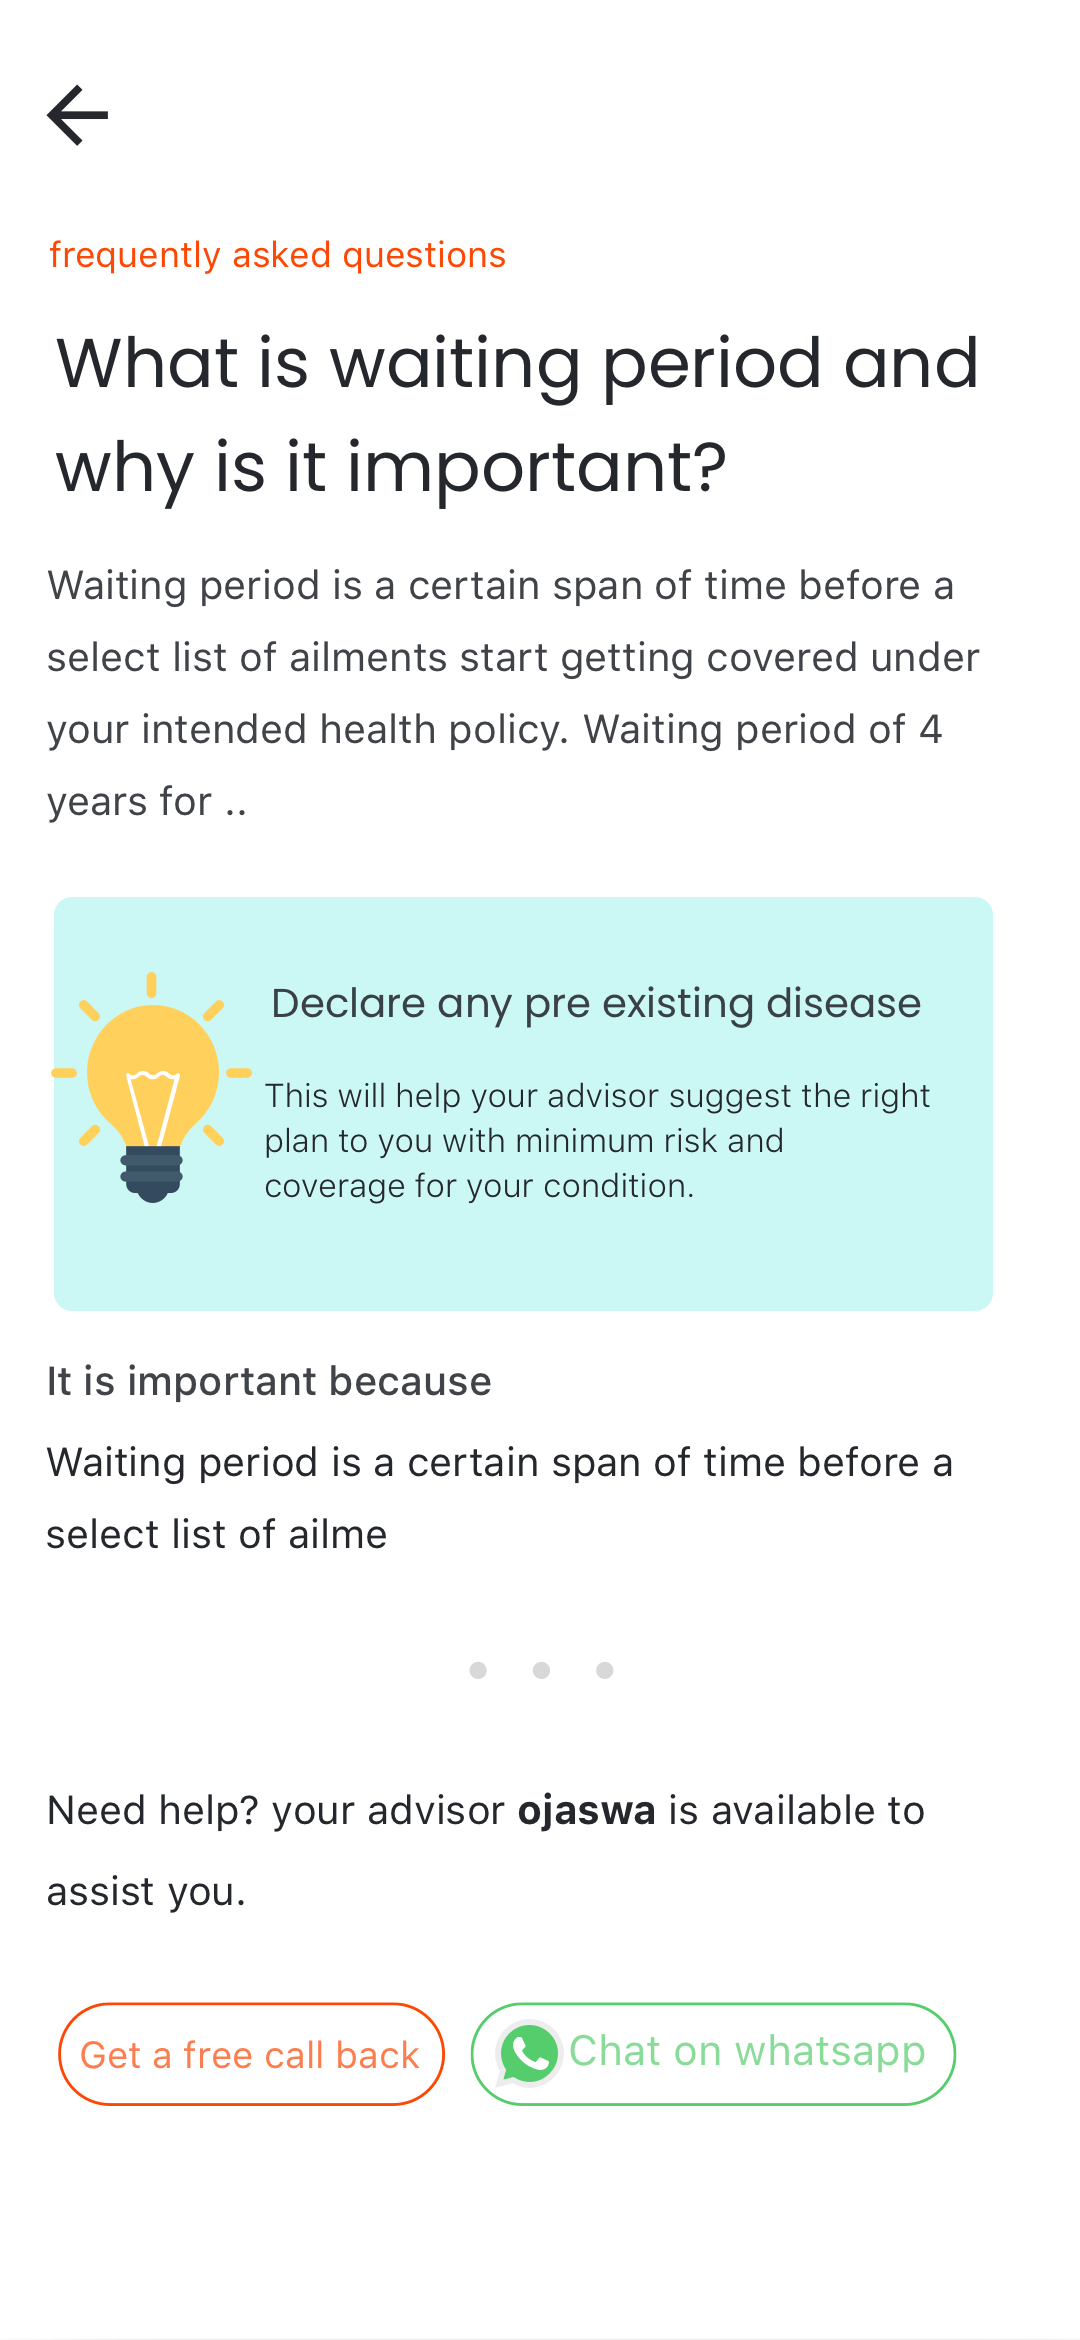 frequently asked questions
What is waiting period and
why is it important?
Waiting period is a certain span of time before a
select list of ailments start getting covered under
your intended health policy. Waiting period of 4
years for ..
Declare any pre existing disease
This will help your advisor suggest the right
plan to you with minimum risk and
coverage for your condition.
It is important because
Waiting period is a certain span of time before a
select list of ailme
Need help? your advisor ojaswa is available to
assist you.
Get a free call back
Chat on whatsapp